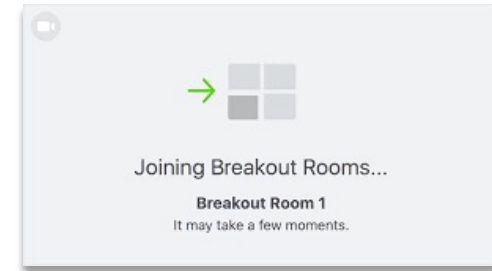 Joining Breakout Rooms...
Breakout Room 1
It may take a few moments.